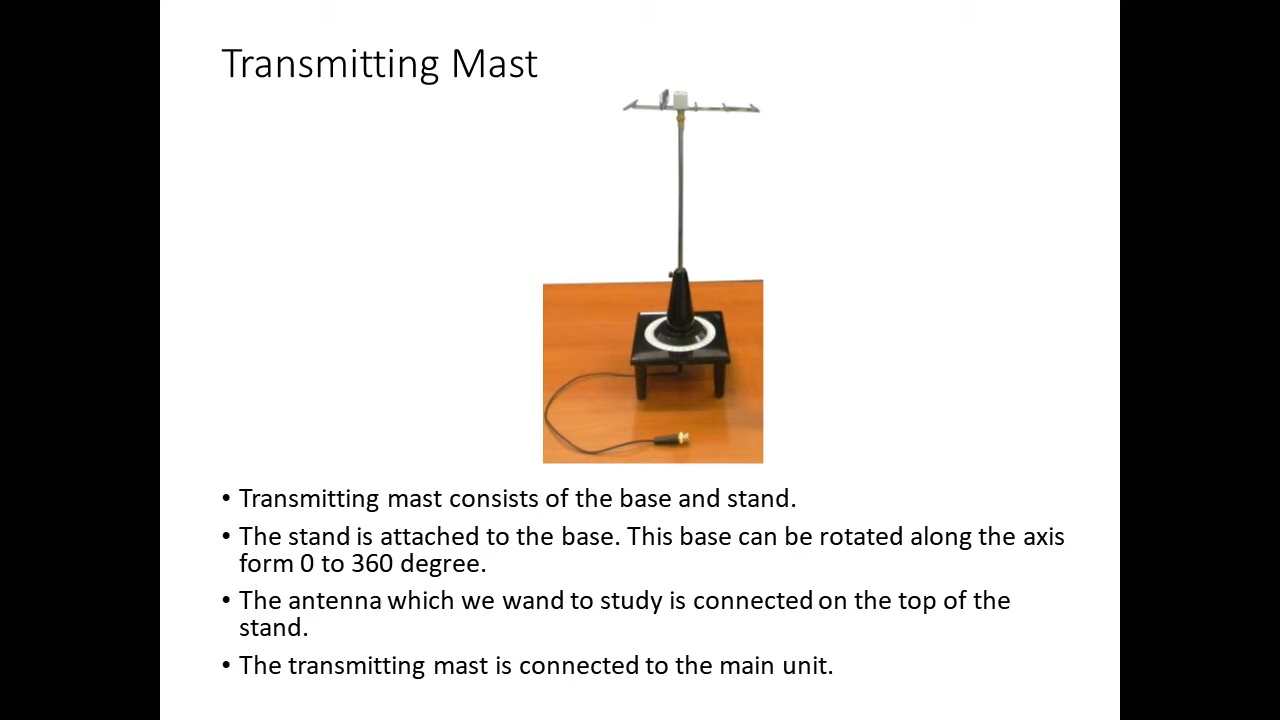 Transmitting Mast
• Transmitting mast consists of the base and stand.
• The stand is attached to the base. This base can be rotated along the axis
form 0 to 360 degree.
• The antenna which we wand to study is connected on the top of the
stand.
• The transmitting mast is connected to the main unit.